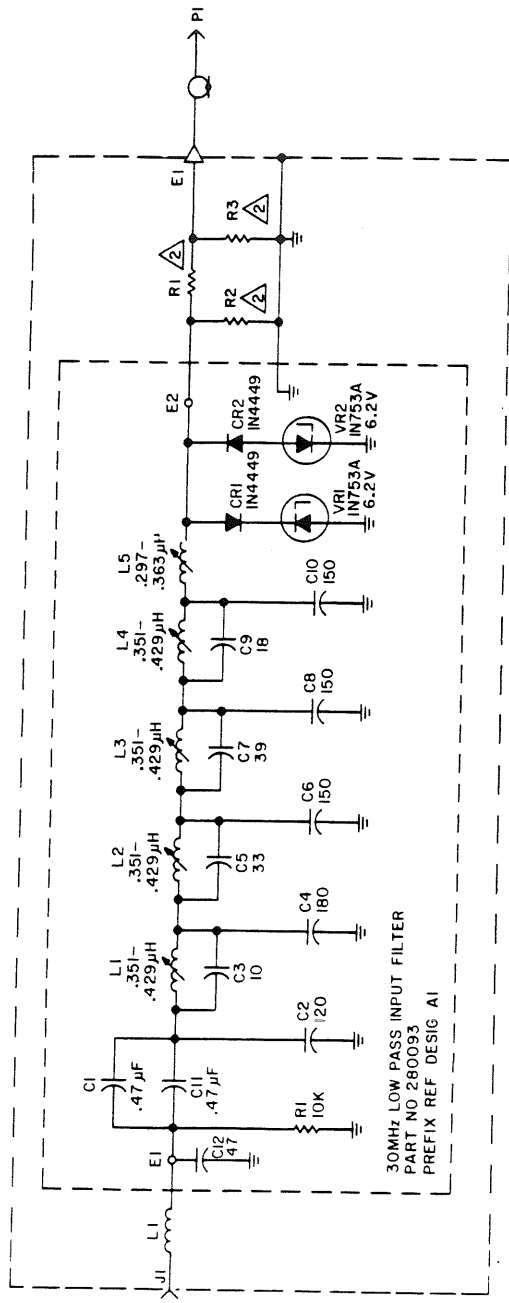 J1
L1
E1
C12
47
R1
10K
C1
.47µF
C11
.47µF
C2
120
L1
.351-
.429µH
C3
10
C4
180
L2
.351-
.429µH
C5
33
C6
150
L3
.351-
.429µH
C7
39
C8
150
L4
.351-
.429µH
C9
18
C10
150
L5
.297-
.363µH
CR1
IN4449
VR1
IN753A
6.2V
CR2
IN4449
VR2
IN753A
6.2V
E2
R1
2
R2
2
R3
2
E1
P1
30MHz LOW PASS INPUT FILTER
PART NO 280093
PREFIX REF DESIG A1